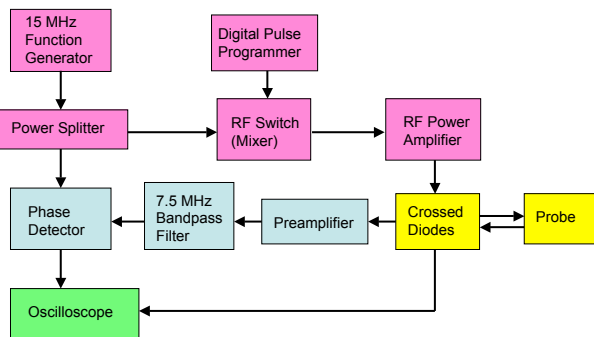 15 MHz
Function
Generator
Digital Pulse
Programmer
Power Splitter
RF Switch
(Mixer)
RF Power
Amplifier
Phase
Detector
7.5 MHz
Bandpass
Filter
Preamplifier
Crossed
Diodes
Probe
Oscilloscope